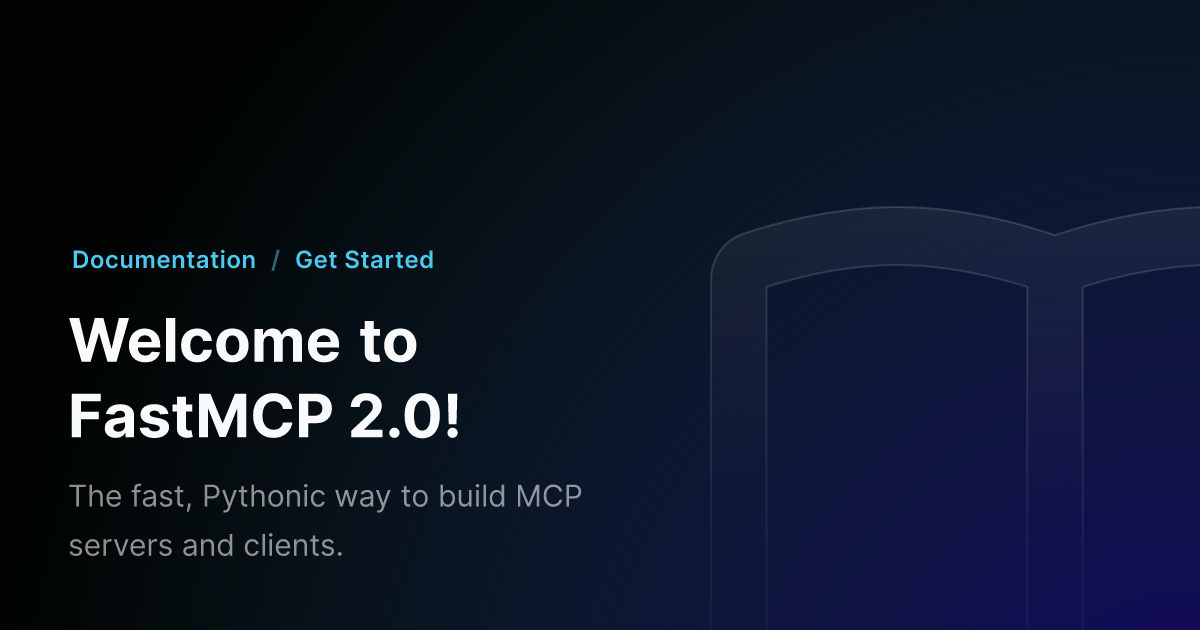 Documentation / Get Started
Welcome to
FastMCP 2.0!
The fast, Pythonic way to build MCP
servers and clients.